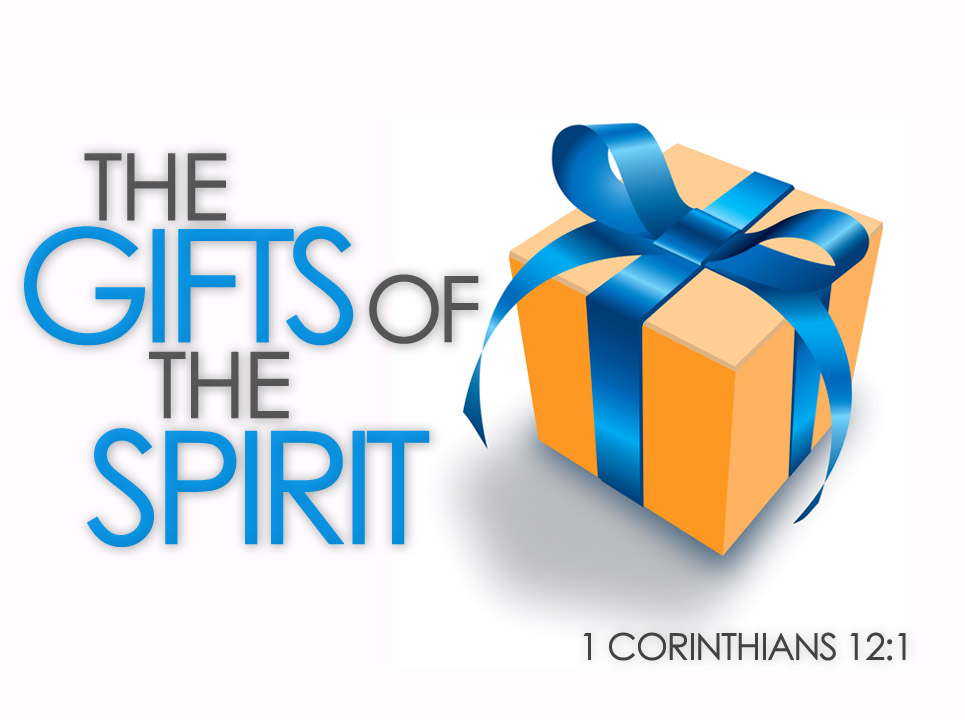 THE
GIFTS OF
THE
SPIRIT
1 CORINTHIANS 12:1